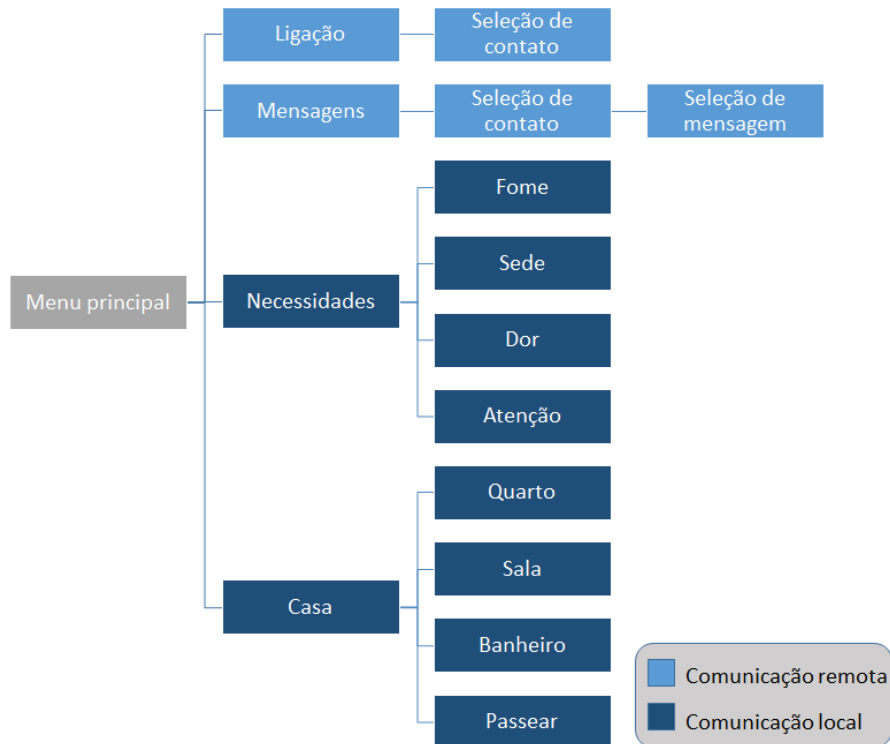 Ligação
Seleção de
contato
Mensagens
Seleção de
contato
Seleção de
mensagem
Menu principal
Necessidades
Fome
Sede
Dor
Atenção
Casa
Quarto
Sala
Banheiro
Passear
Comunicação remota
Comunicação local